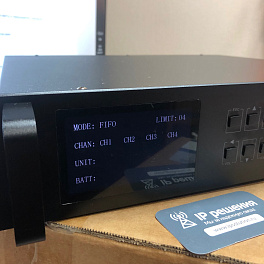 MODE: FIFO LIMIT: 04
CHAN: CH1 CH2 CH3 CH4
UNIT:
BATT:
IP решения